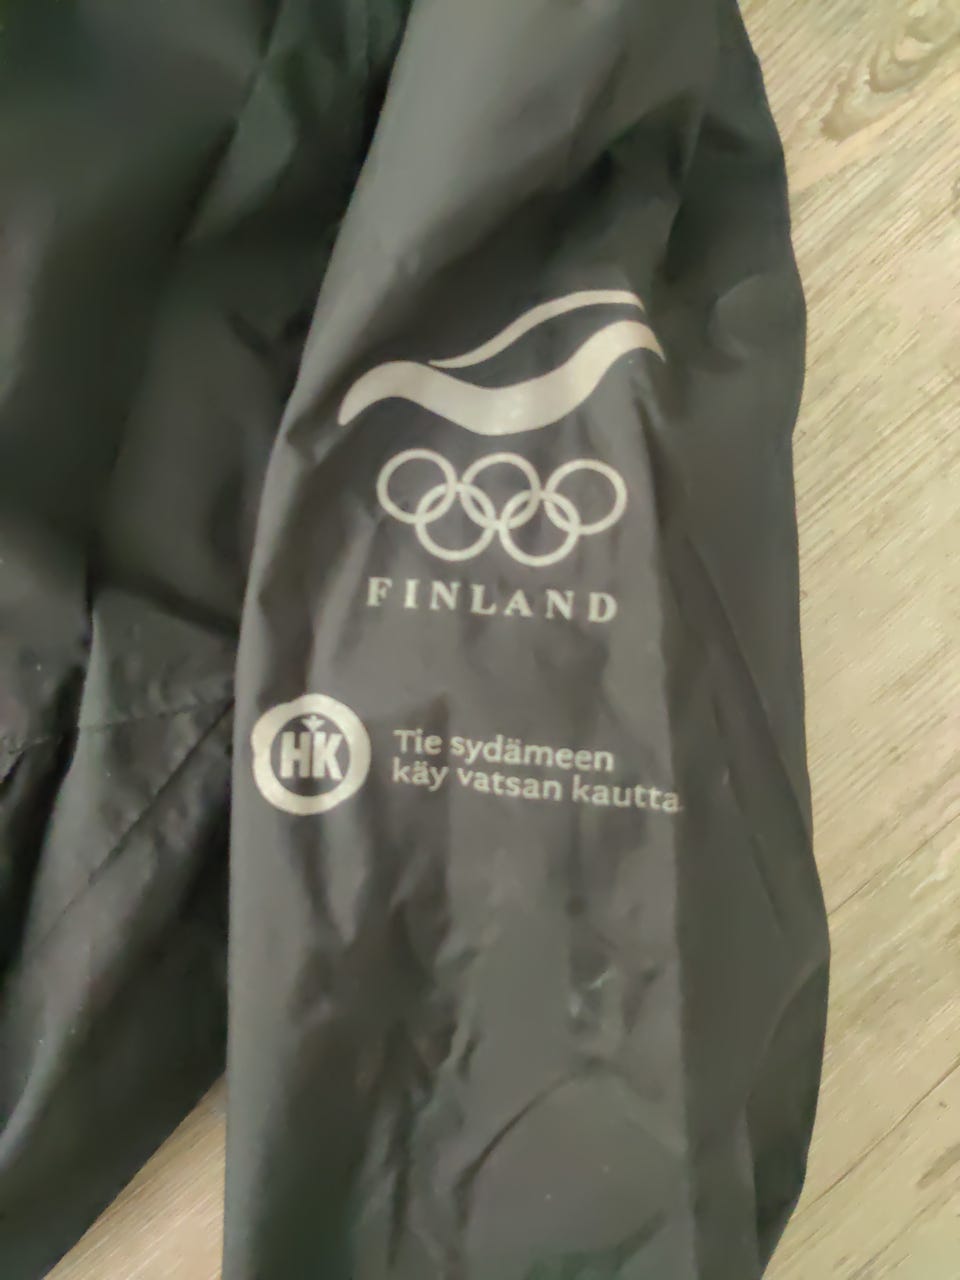 FINLAND
HK
Tie sydämeen
käy vatsan kautta.